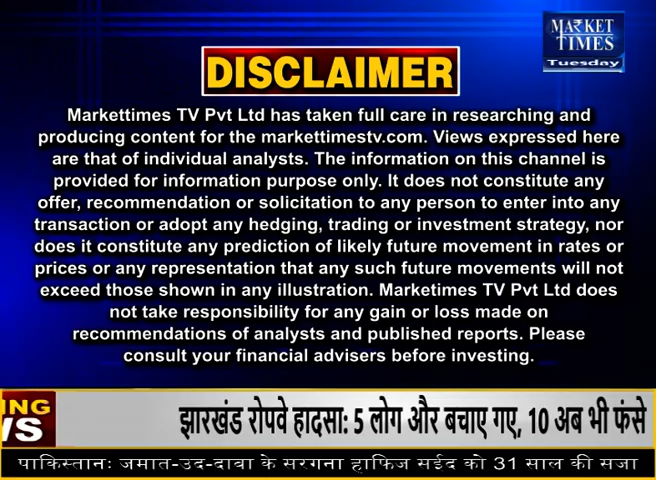 MARKET
TIMES
Tuesday
DISCLAIMER
Markettimes TV Pvt Ltd has taken full care in researching and
producing content for the markettimestv.com. Views expressed here
are that of individual analysts. The information on this channel is
provided for information purpose only. It does not constitute any
offer, recommendation or solicitation to any person to enter into any
transaction or adopt any hedging, trading or investment strategy, nor
does it constitute any prediction of likely future movement in rates or
prices or any representation that any such future movements will not
exceed those shown in any illustration. Marketimes TV Pvt Ltd does
not take responsibility for any gain or loss made on
recommendations of analysts and published reports. Please
consult your financial advisers before investing.
ING
WS
झारखंड रोपवे हादसा: 5 लोग और बचाए गए, 10 अब भी फंसे
पाकिस्तानः जमात-उद-दावा के सरगना हाफिज सईद को 31 साल की सजा